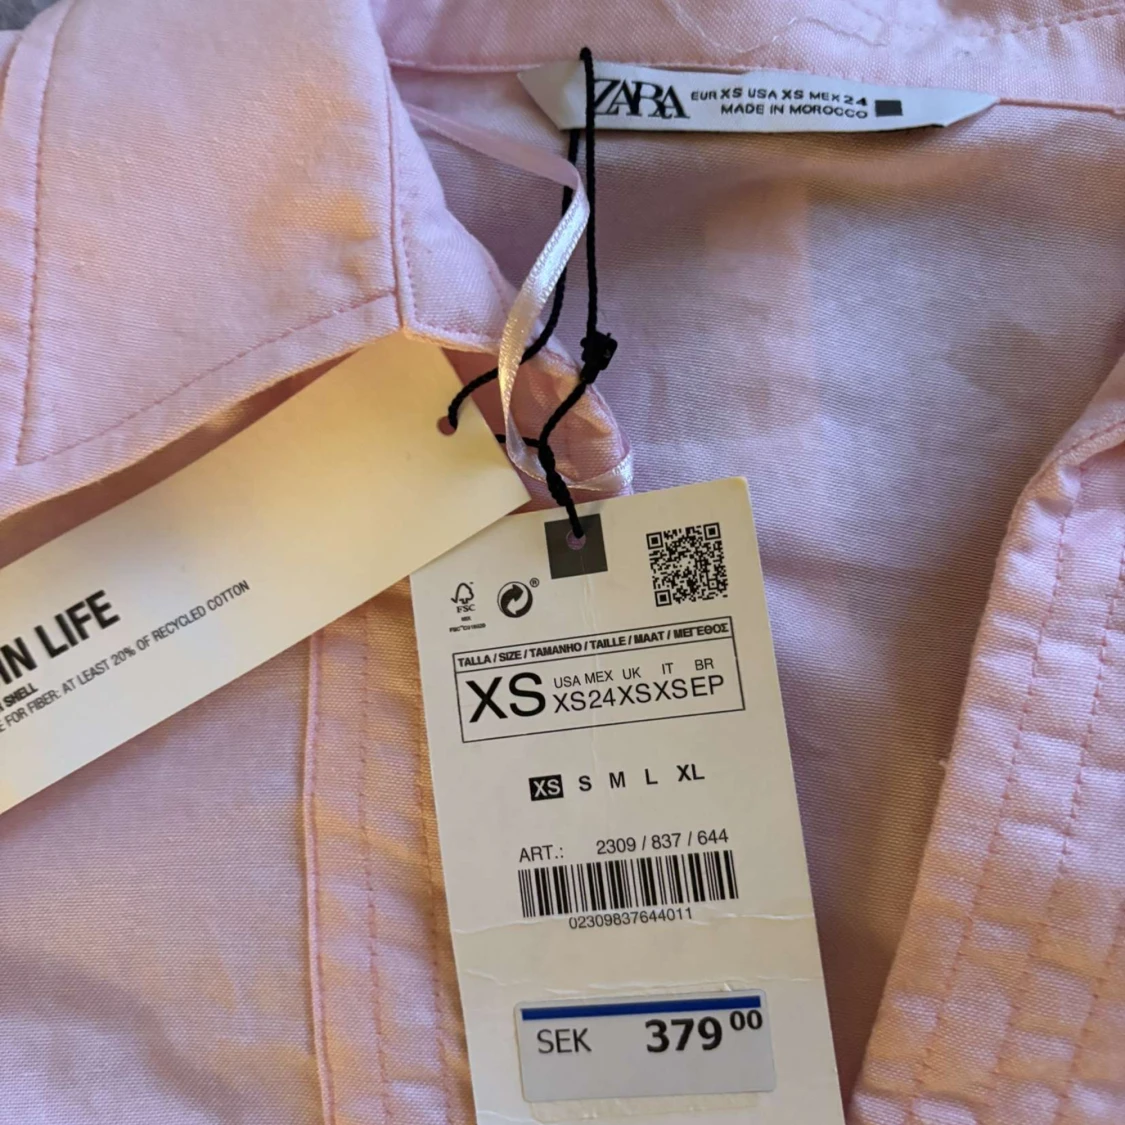 ZARA
EUR XS USA XS MEX 24
MADE IN MOROCCO
IN LIFE
SHELL
FOR FIBER: AT LEAST 20% OF RECYCLED COTTON
FSC
MIX
®
TALLA / SIZE / TAMANHO / TAILLE / MAAT / ΜΕΓΕΘΟΣ
XS
USA MEX UK IT BR
XS 24 XS XS EP
XS S M L XL
ART.: 2309 / 837 / 644
02309837644011
SEK 379 00